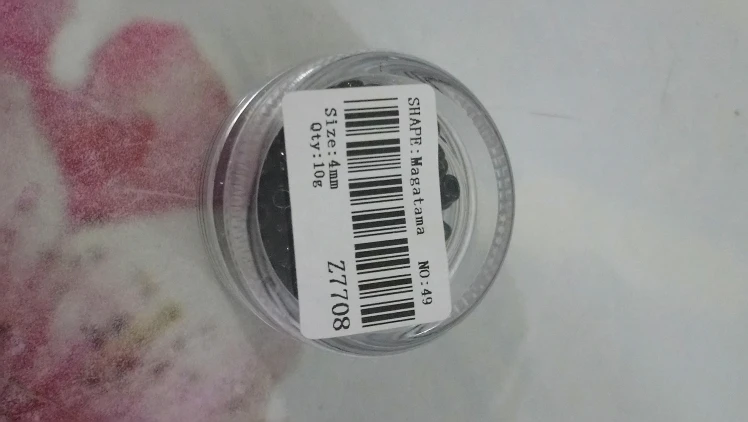 SHAPE:Magatama NO:49
Size:4mm
Qty:10g
Z7708